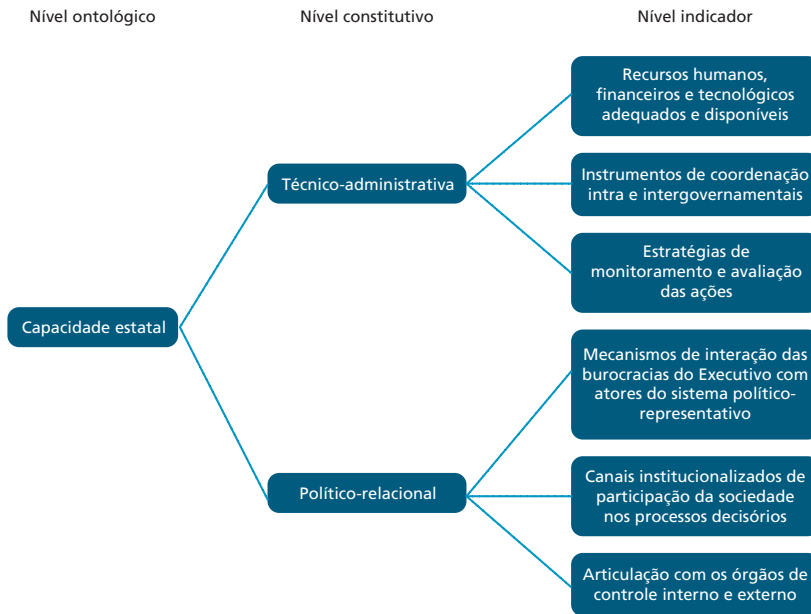 Nível ontológico
Nível constitutivo
Nível indicador
Recursos humanos,
financeiros e tecnológicos
adequados e disponíveis
Técnico-administrativa
Instrumentos de coordenação
intra e intergovernamentais
Estratégias de
monitoramento e avaliação
das ações
Capacidade estatal
Mecanismos de interação das
burocracias do Executivo com
atores do sistema político-
representativo
Político-relacional
Canais institucionalizados de
participação da sociedade
nos processos decisórios
Articulação com os órgãos de
controle interno e externo